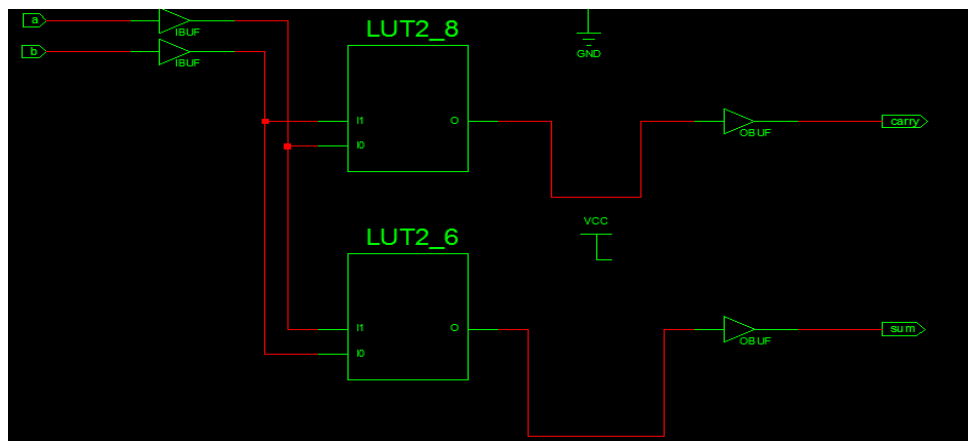 a
IBUF
b
IBUF
LUT2_8
I1
I0
O
GND
OBUF
carry
VCC
LUT2_6
I1
I0
O
OBUF
sum